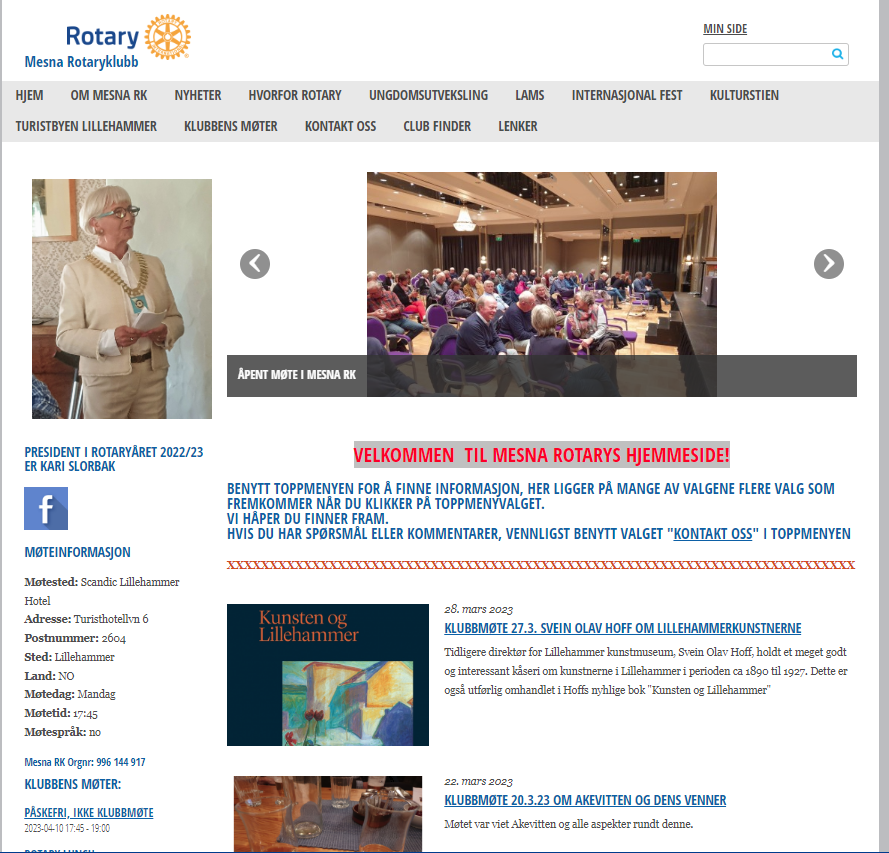 Rotary
Mesna Rotaryklubb
MIN SIDE
HJEM OM MESNA RK NYHETER HVORFOR ROTARY UNGDOMSUTVEKSLING LAMS INTERNASJONAL FEST KULTURSTIEN
TURISTBYEN LILLEHAMMER KLUBBENS MØTER KONTAKT OSS CLUB FINDER LENKER
ÅPENT MØTE I MESNA RK
PRESIDENT I ROTARYÅRET 2022/23
ER KARI SLORBAK
f
MØTEINFORMASJON
Møtested: Scandic Lillehammer
Hotel
Adresse: Turisthotellvn 6
Postnummer: 2604
Sted: Lillehammer
Land: NO
Møtedag: Mandag
Møtetid: 17:45
Møtespråk: no
Mesna RK Orgnr: 996 144 917
KLUBBENS MØTER:
PÅSKEFRI, IKKE KLUBBMØTE
2023-04-10 17:45 - 19:00
ROTARY LUNCH
VELKOMMEN TIL MESNA ROTARYS HJEMMESIDE!
BENYTT TOPPMENYEN FOR Å FINNE INFORMASJON, HER LIGGER PÅ MANGE AV VALGENE FLERE VALG SOM
FREMKOMMER NÅR DU KLIKKER PÅ TOPPMENYVALGET.
VI HÅPER DU FINNER FRAM.
HVIS DU HAR SPØRSMÅL ELLER KOMMENTARER, VENNLIGST BENYTT VALGET "KONTAKT OSS" I TOPPMENYEN
XXXXXXXXXXXXXXXXXXXXXXXXXXXXXXXXXXXXXXXXXXXXXXXXXXXXXXXXXXXXXXXXXXXXXX
Kunsten og
Lillehammer
28. mars 2023
KLUBBMØTE 27.3. SVEIN OLAV HOFF OM LILLEHAMMERKUNSTNERNE
Tidligere direktør for Lillehammer kunstmuseum, Svein Olav Hoff, holdt et meget godt
og interessant kåseri om kunstnerne i Lillehammer i perioden ca 1890 til 1927. Dette er
også utførlig omhandlet i Hoffs nyhlige bok "Kunsten og Lillehammer"
22. mars 2023
KLUBBMØTE 20.3.23 OM AKEVITTEN OG DENS VENNER
Møtet var viet Akevitten og alle aspekter rundt denne.